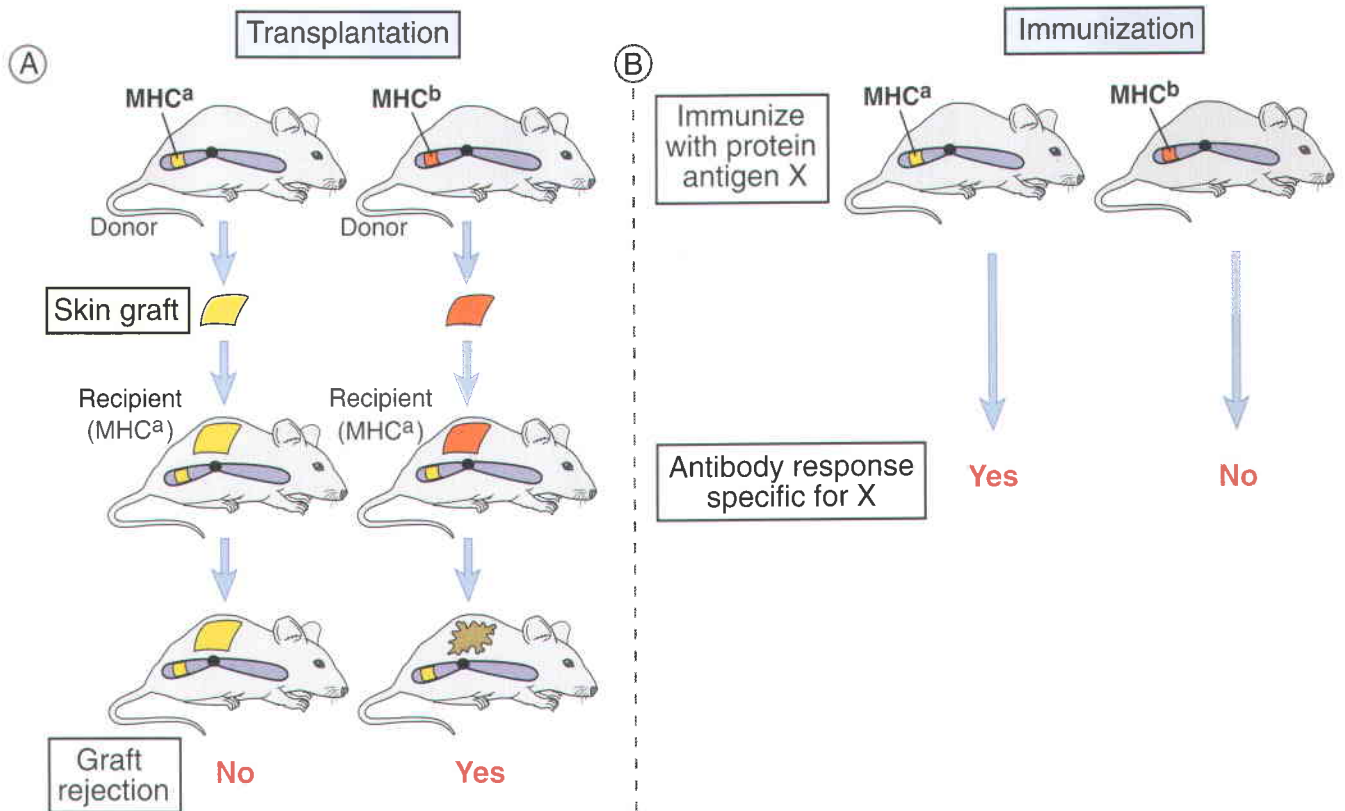 Transplantation
A
MHCa
MHCb
Donor
Donor
Skin graft
Recipient
(MHCa)
Recipient
(MHCa)
Graft
rejection
No
Yes
Immunization
B
Immunize
with protein
antigen X
MHCa
MHCb
Antibody response
specific for X
Yes
No